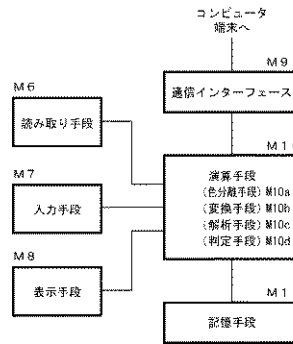 コンピュータ
端末へ
M9
通信インターフェース
M6
読み取り手段
M1
演算手段
(色分離手段) M10a
(変換手段) M10b
(解析手段) M10c
(判定手段) M10d
M7
入力手段
M8
表示手段
M1
記憶手段